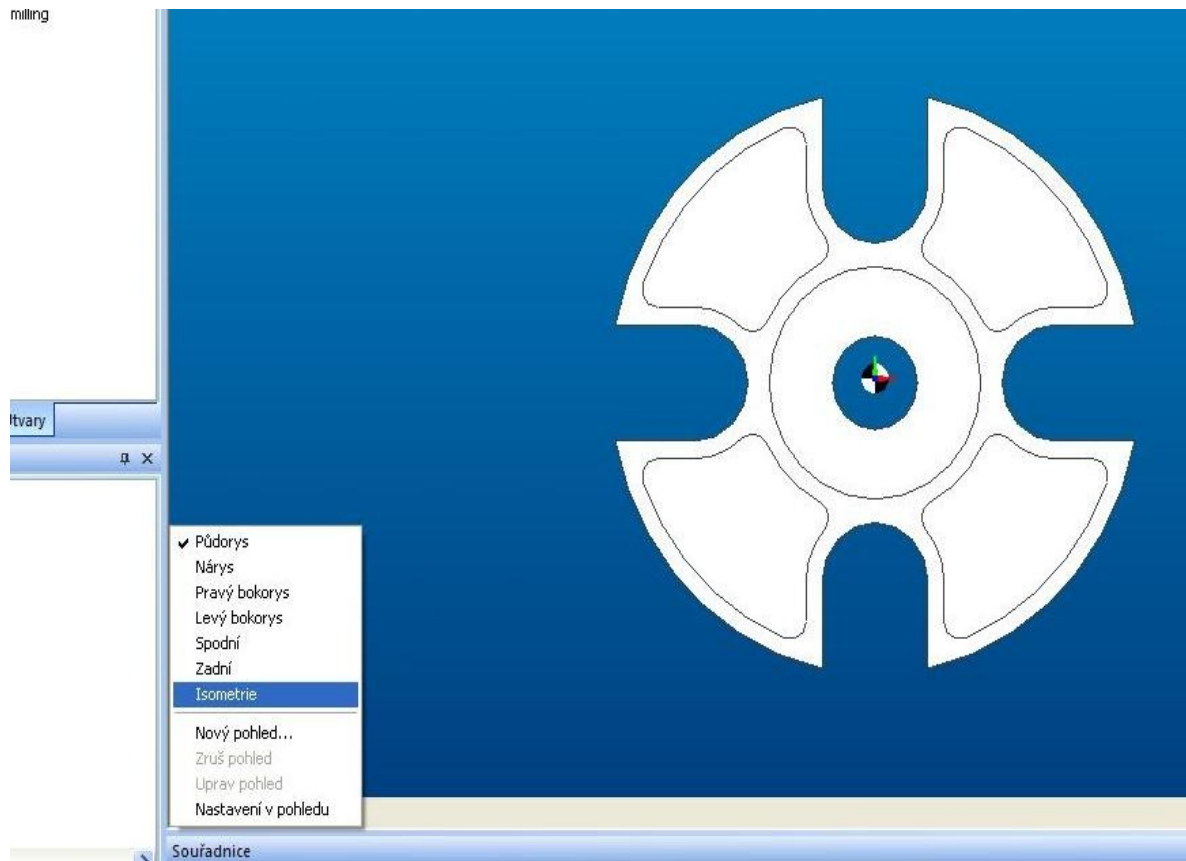 milling
Útvary
Půdorys
Nárys
Pravý bokorys
Levý bokorys
Spodní
Zadní
Isometrie
Nový pohled...
Zruš pohled
Uprav pohled
Nastavení v pohledu
Souřadnice